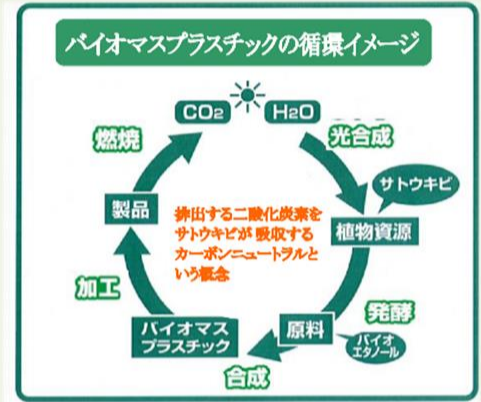 バイオマスプラスチックの循環イメージ
CO2
H2O
光合成
サトウキビ
植物資源
発酵
バイオ
エタノール
原料
合成
バイオマス
プラスチック
加工
製品
燃焼
排出する二酸化炭素を
サトウキビが 吸収する
カーボンニュートラルと
いう概念